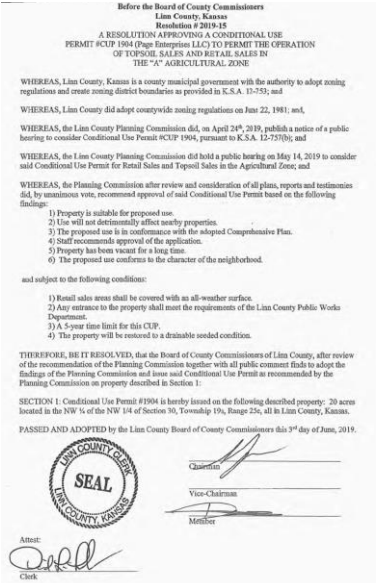 Before the Board of County Commissioners
Linn County, Kansas
Resolution # 2019-15
A RESOLUTION APPROVING A CONDITIONAL USE
PERMIT #CUP 1904 (Page Enterprises LLC) TO PERMIT THE OPERATION
OF TOPSOIL SALES AND RETAIL SALES IN
THE "A" AGRICULTURAL ZONE
WHEREAS, Linn County, Kansas is a county municipal government with the authority to adopt zoning
regulations and create zoning district boundaries as provided in K.S.A. 12-753; and
WHEREAS, Linn County did adopt countywide zoning regulations on June 22, 1981; and,
WHEREAS, the Linn County Planning Commission did, on April 24th, 2019, publish a notice of a public
hearing to consider Conditional Use Permit #CUP 1904, pursuant to K.S.A. 12-757(b); and
WHEREAS, the Linn County Planning Commission did hold a public hearing on May 14, 2019 to consider
said Conditional Use Permit for Retail Sales and Topsoil Sales in the Agricultural Zone; and
WHEREAS, the Planning Commission after review and consideration of all plans, reports and testimonies
did, by unanimous vote, recommend approval of said Conditional Use Permit based on the following
findings:
1) Property is suitable for proposed use.
2) Use will not detrimentally affect nearby properties.
3) The proposed use is in conformance with the adopted Comprehensive Plan.
4) Staff recommends approval of the application.
5) Property has been vacant for a long time.
6) The proposed use conforms to the character of the neighborhood.
and subject to the following conditions:
1) Retail sales areas shall be covered with an all-weather surface.
2) Any entrance to the property shall meet the requirements of the Linn County Public Works
Department.
3) A 5-year time limit for this CUP.
4) The property will be restored to a drainable seeded condition.
THEREFORE, BE IT RESOLVED, that the Board of County Commissioners of Linn County, after review
of the recommendation of the Planning Commission together with all public comment finds to adopt the
findings of the Planning Commission and issue said Conditional Use Permit as recommended by the
Planning Commission on property described in Section 1:
SECTION 1: Conditional Use Permit #1904 is hereby issued on the following described property: 20 acres
located in the NW ¼ of the NW 1/4 of Section 30, Township 19s, Range 25e, all in Linn County, Kansas.
PASSED AND ADOPTED by the Linn County Board of County Commissioners this 3rd day of June, 2019.
LINN COUNTY CLERK
SEAL
LINN COUNTY, KANSAS
Chairman
Vice-Chairman
Member
Attest:
Clerk